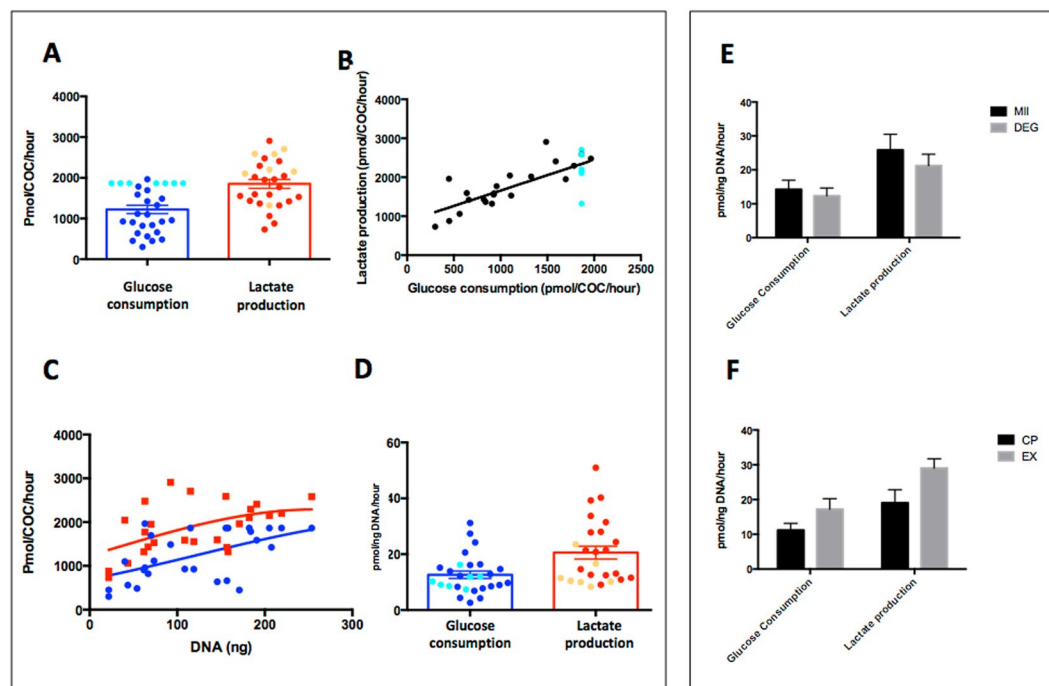 A
Pmol/COC/hour
4000
3000
2000
1000
0
Glucose
consumption
Lactate
production
B
Lactate production (pmol/COC/hour)
4000
3000
2000
1000
0
0 500 1000 1500 2000 2500
Glucose consumption (pmol/COC/hour)
C
Pmol/COC/hour
4000
3000
2000
1000
0
0 100 200 300
DNA (ng)
D
pmol/ng DNA/hour
60
40
20
0
Glucose
consumption
Lactate
production
E
pmol/ng DNA/hour
40
30
20
10
0
MII
DEG
Glucose Consumption
Lactate production
F
pmol/ng DNA/hour
40
30
20
10
0
CP
EX
Glucose Consumption
Lactate production